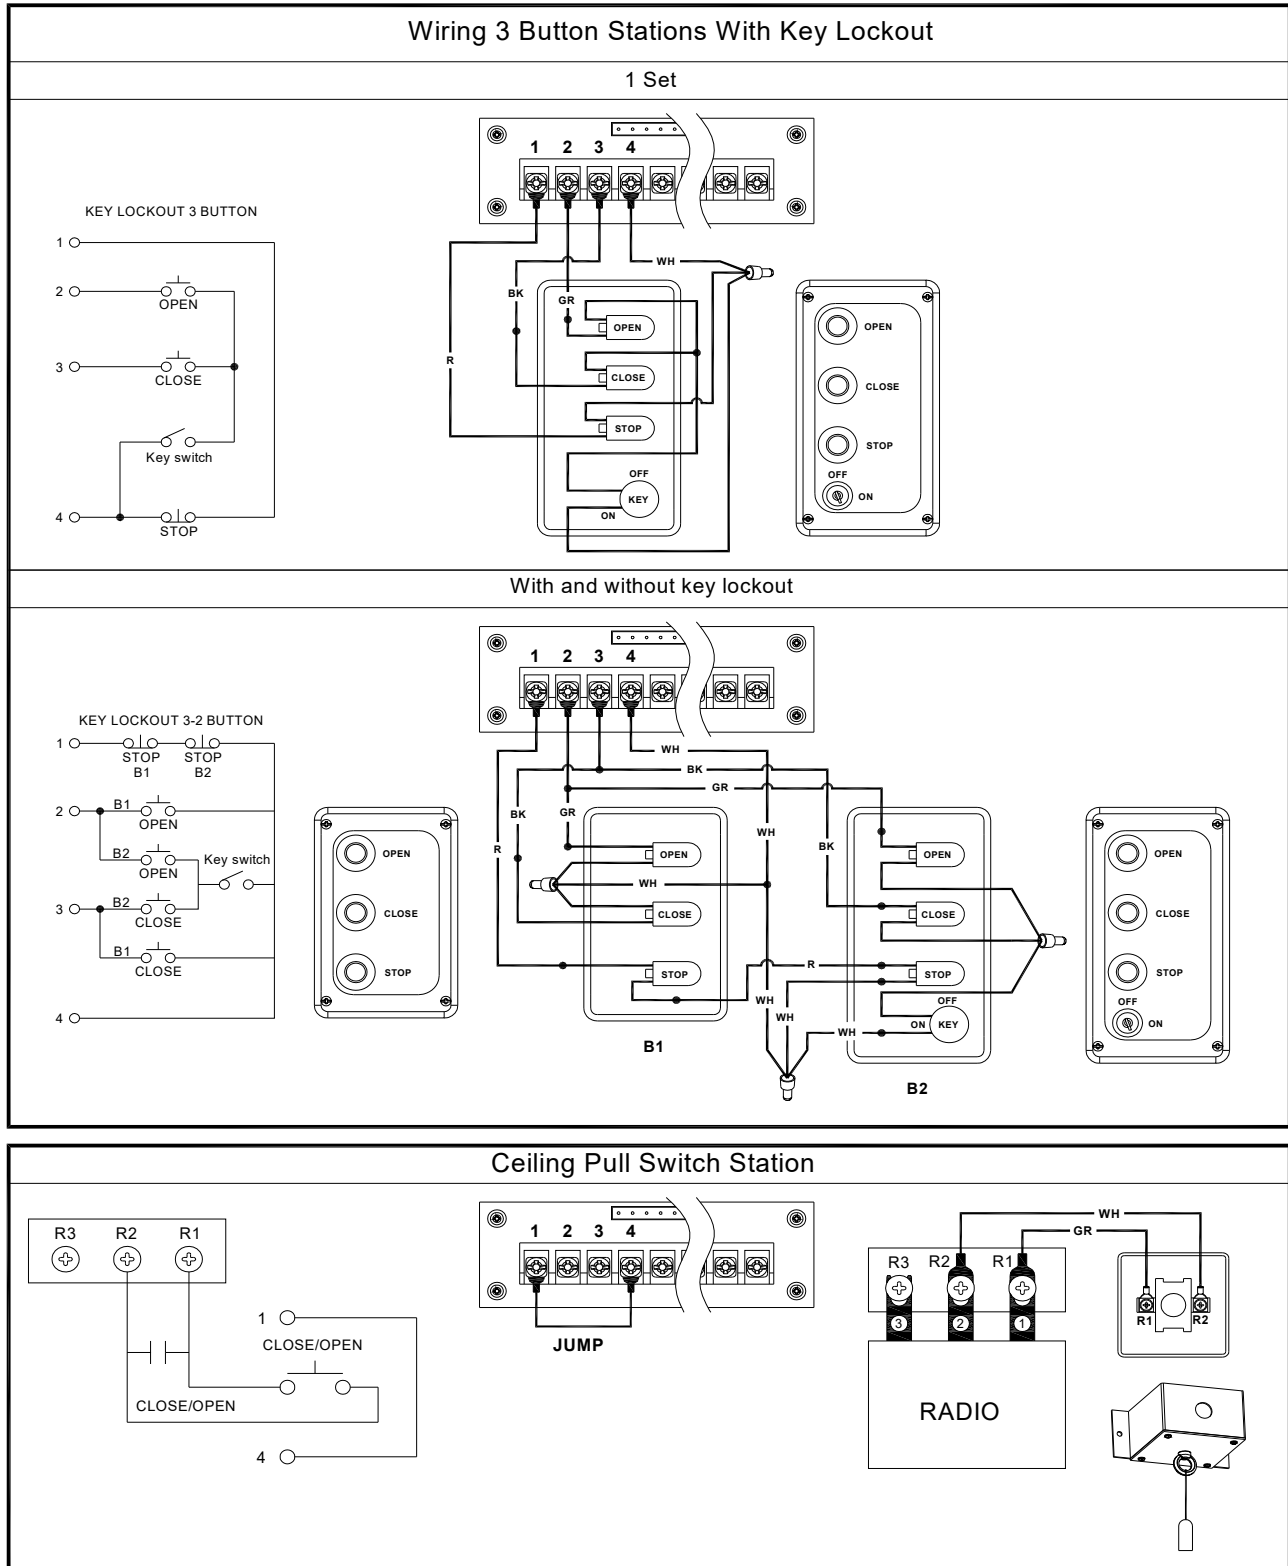 Wiring 3 Button Stations With Key Lockout
1 Set
1 2 3 4
KEY LOCKOUT 3 BUTTON
1
2
OPEN
3
CLOSE
Key switch
4
STOP
WH
BK
GR
R
OPEN
CLOSE
STOP
OFF
KEY
ON
OPEN
CLOSE
STOP
OFF
ON
With and without key lockout
1 2 3 4
KEY LOCKOUT 3-2 BUTTON
1
STOP STOP
B1 B2
2
B1
OPEN
B2
OPEN
Key switch
3
B2
CLOSE
B1
CLOSE
4
OPEN
CLOSE
STOP
WH
BK
GR
BK
GR
R
WH
BK
OPEN
WH
CLOSE
STOP
WH
B1
OPEN
CLOSE
R
STOP
WH
OFF
WH
ON
KEY
B2
OPEN
CLOSE
STOP
OFF
ON
Ceiling Pull Switch Station
R3 R2 R1
1
CLOSE/OPEN
CLOSE/OPEN
4
1 2 3 4
JUMP
WH
GR
R3 R2 R1
3 2 1
RADIO
R1 R2